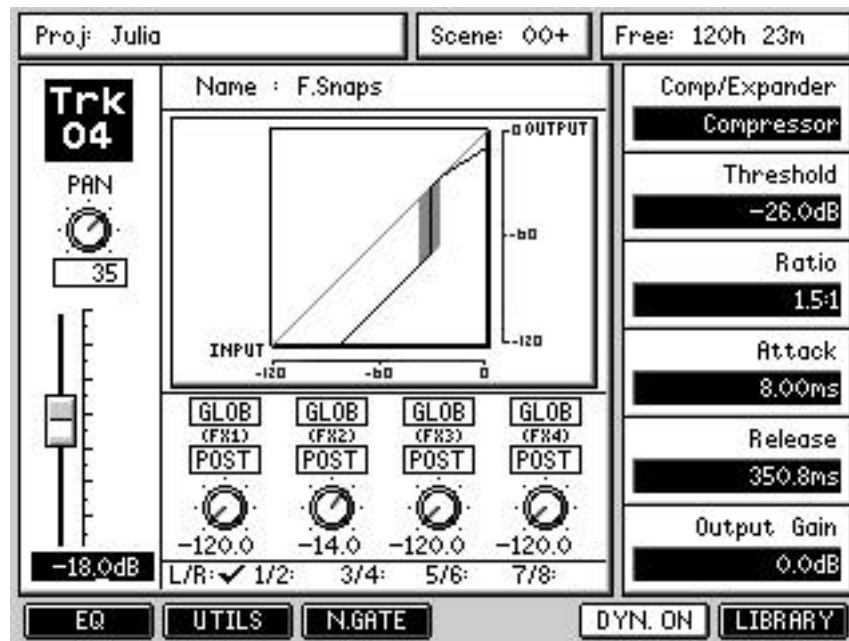 Proj: Julia
Scene: 00+
Free: 120h 23m
Trk
04
PAN
35
-18.0dB
Name : F.Snaps
0 OUTPUT
-60
-120
INPUT
-120 -60 0
GLOB GLOB GLOB GLOB
(FX1) (FX2) (FX3) (FX4)
POST POST POST POST
-120.0 -14.0 -120.0 -120.0
L/R:✓ 1/2: 3/4: 5/6: 7/8:
Comp/Expander
Compressor
Threshold
-26.0dB
Ratio
1.5:1
Attack
8.00ms
Release
350.8ms
Output Gain
0.0dB
EQ UTILS N.GATE DYN. ON LIBRARY